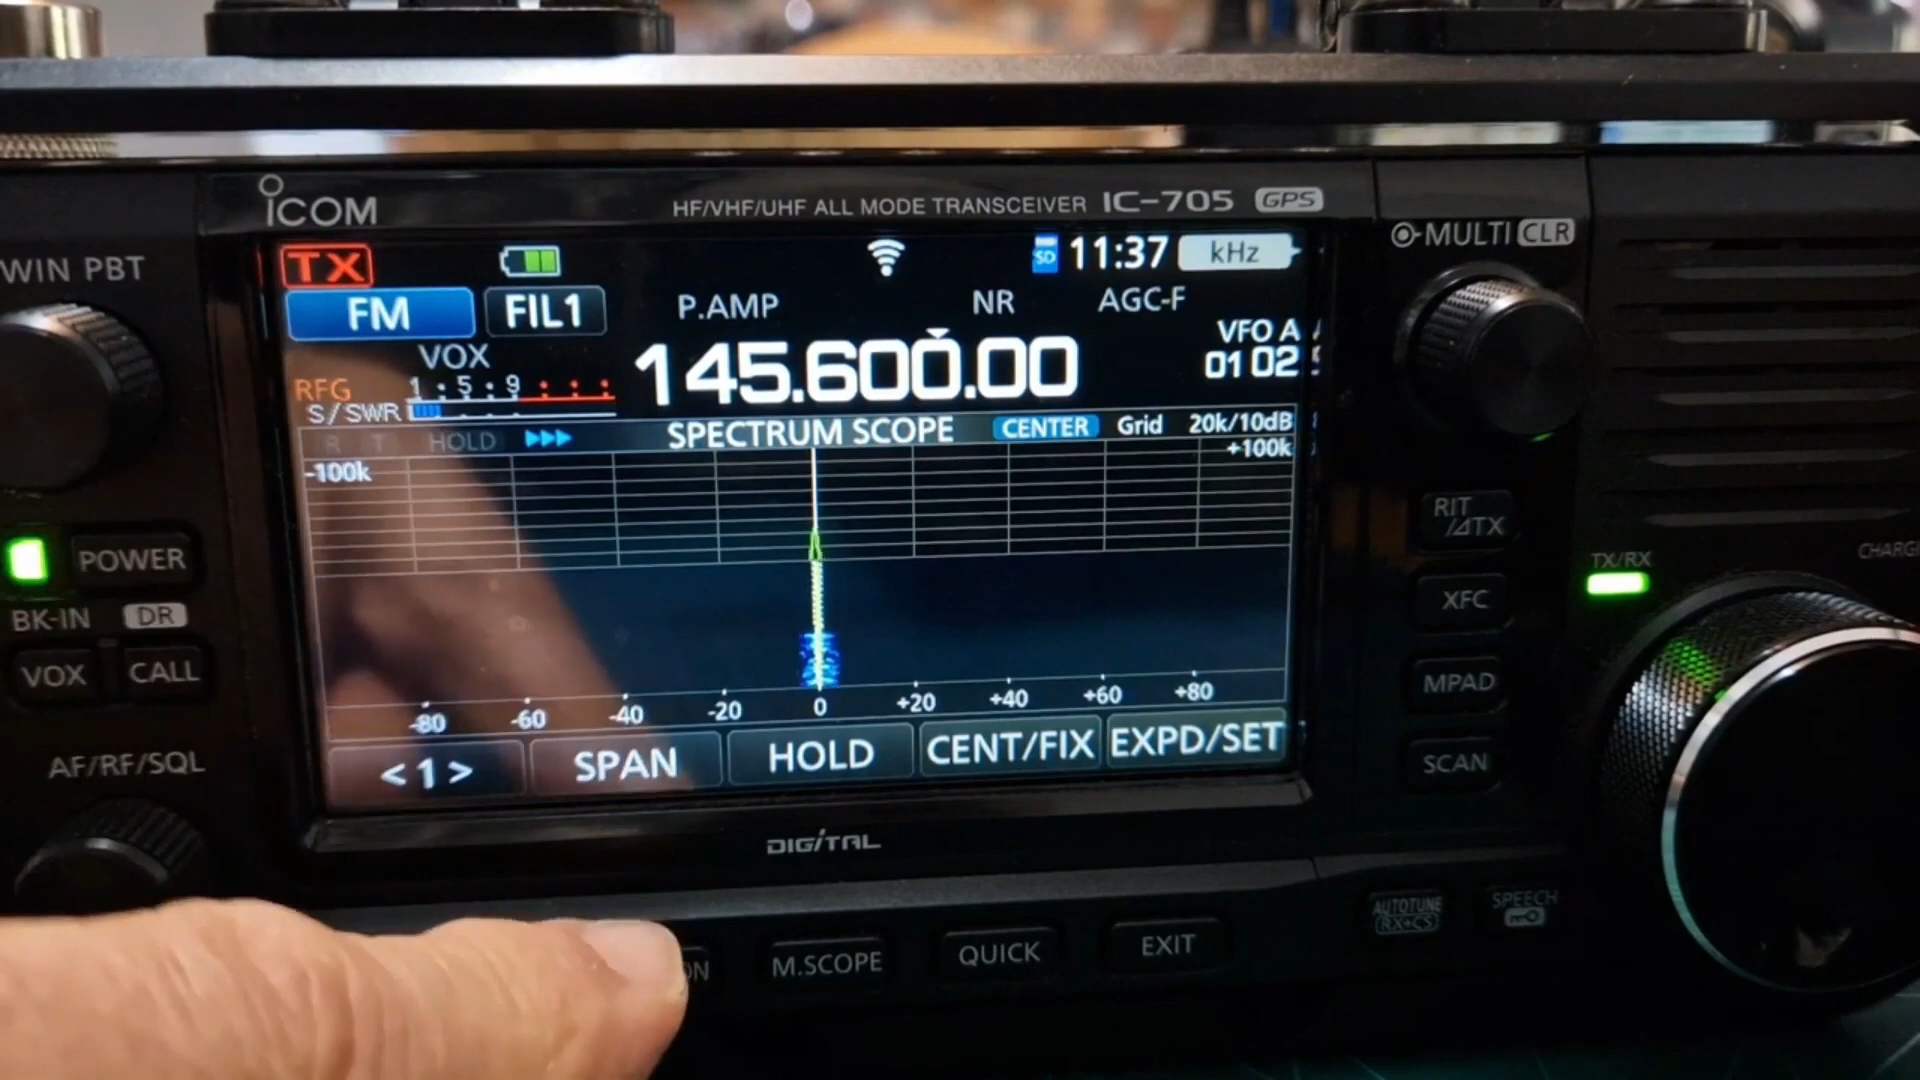 ICOM
HF/VHF/UHF ALL MODE TRANSCEIVER IC-705 GPS
MULTI CLR
WIN PBT
TX
SD 11:37 kHz
FM FIL1 P.AMP NR AGC-F
VOX
145.600.00
VFO A
01 02
RFG 1 : 5 : 9 : : :
S/SWR
R T HOLD SPECTRUM SCOPE CENTER Grid 20k/10dB
-100k +100k
-80 -60 -40 -20 0 +20 +40 +60 +80
<1> SPAN HOLD CENT/FIX EXPD/SET
POWER
BK-IN DR
VOX CALL
AF/RF/SQL
RIT
/⊿TX
XFC
MPAD
SCAN
TX/RX
CHARG
DIGITAL
ON M.SCOPE QUICK EXIT
AUTOTUNE
RX→CS
SPEECH